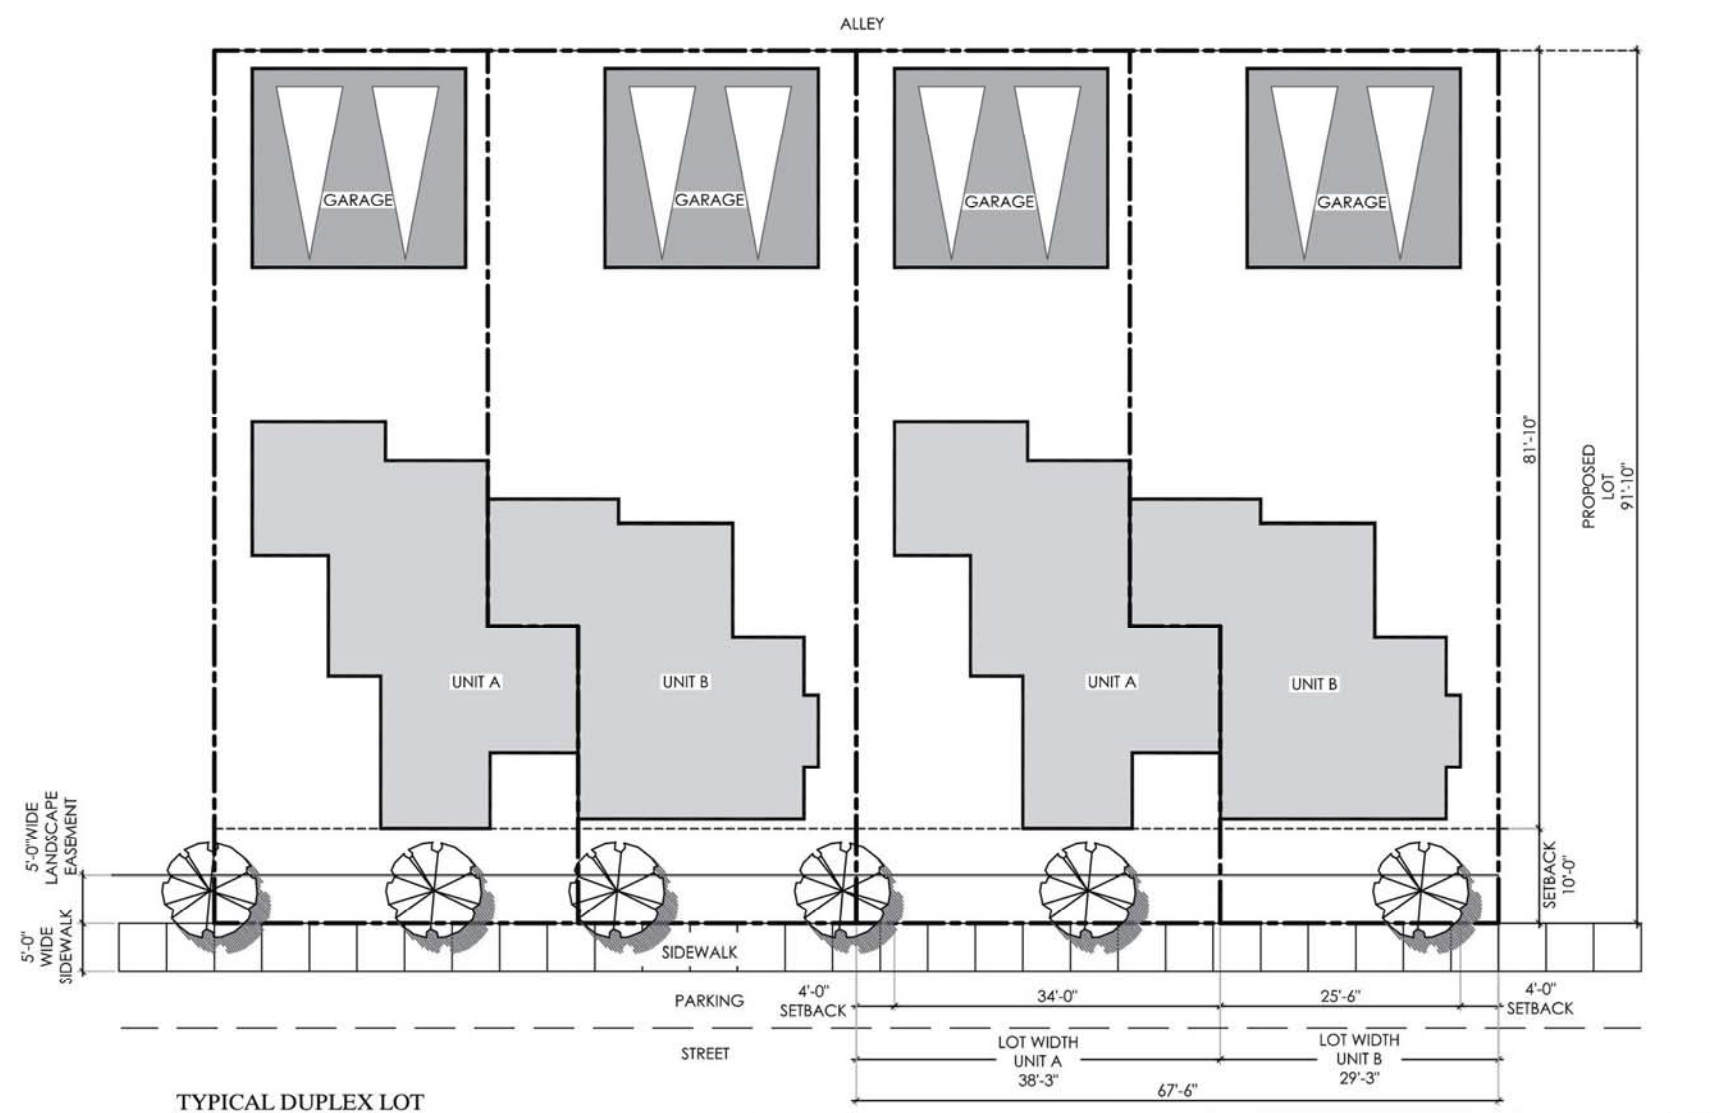 ALLEY
GARAGE
GARAGE
GARAGE
GARAGE
81'-10"
PROPOSED
LOT
91'-10"
UNIT A
UNIT B
UNIT A
UNIT B
5'-0"WIDE
LANDSCAPE
EASEMENT
5'-0"
WIDE
SIDEWALK
SETBACK
10'-0"
SIDEWALK
PARKING
4'-0"
SETBACK
34'-0"
25'-6"
4'-0"
SETBACK
STREET
LOT WIDTH
UNIT A
38'-3"
LOT WIDTH
UNIT B
29'-3"
67'-6"
TYPICAL DUPLEX LOT